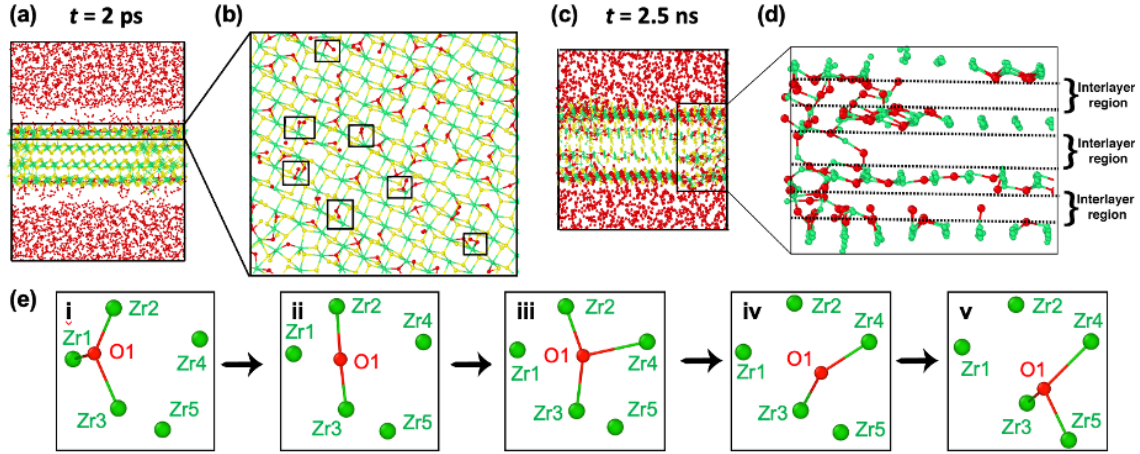 (a) t = 2 ps (b) (c) t = 2.5 ns (d)
Interlayer
region
Interlayer
region
Interlayer
region
(e)
i
Zr2
Zr1
O1
Zr4
Zr3
Zr5
ii
Zr2
Zr1
Zr4
O1
Zr3
Zr5
iii
Zr2
Zr4
O1
Zr1
Zr3
Zr5
iv
Zr2
Zr4
Zr1
O1
Zr3
Zr5
v
Zr2
Zr4
Zr1
O1
Zr3
Zr5